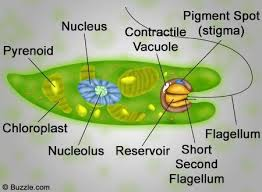 Nucleus
Contractile
Vacuole
Pigment Spot
(stigma)
Pyrenoid
Chloroplast
Nucleolus
Reservoir
Short
Second
Flagellum
Flagellum
© Buzzle.com